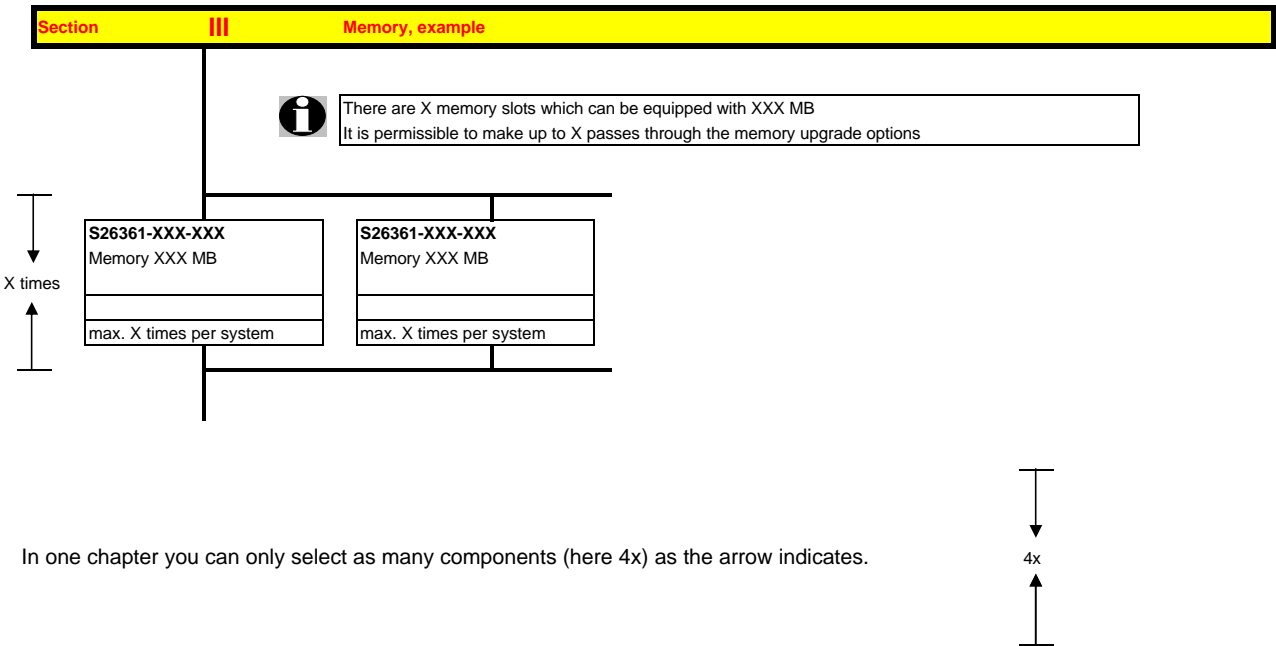 Section III Memory, example
There are X memory slots which can be equipped with XXX MB
It is permissible to make up to X passes through the memory upgrade options
S26361-XXX-XXX S26361-XXX-XXX
Memory XXX MB Memory XXX MB
X times
max. X times per system max. X times per system
In one chapter you can only select as many components (here 4x) as the arrow indicates. 4x